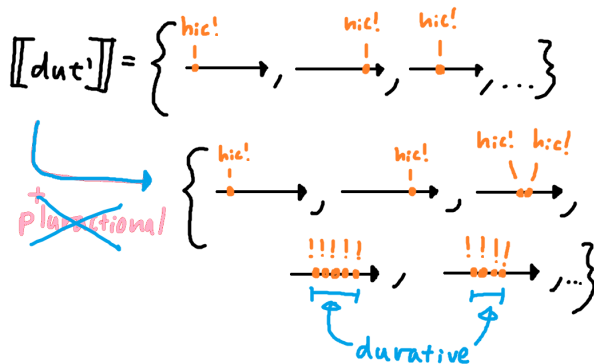 hic! hic! hic!
⟦dut'⟧ = { , , , ... }
hic! hic! hic! hic!
+
pluractional
{ , , ,
!!!!! !!!!
, , ... }
durative